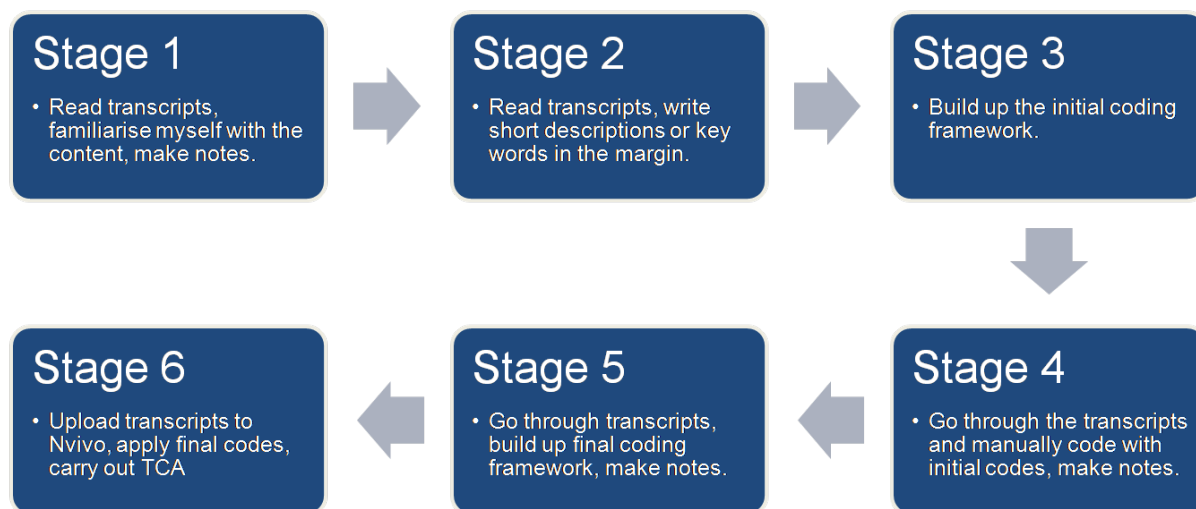 Stage 1
• Read transcripts,
familiarise myself with the
content, make notes.
Stage 2
• Read transcripts, write
short descriptions or key
words in the margin.
Stage 3
• Build up the initial coding
framework.
Stage 4
• Go through the transcripts
and manually code with
initial codes, make notes.
Stage 5
• Go through transcripts,
build up final coding
framework, make notes.
Stage 6
• Upload transcripts to
Nvivo, apply final codes,
carry out TCA